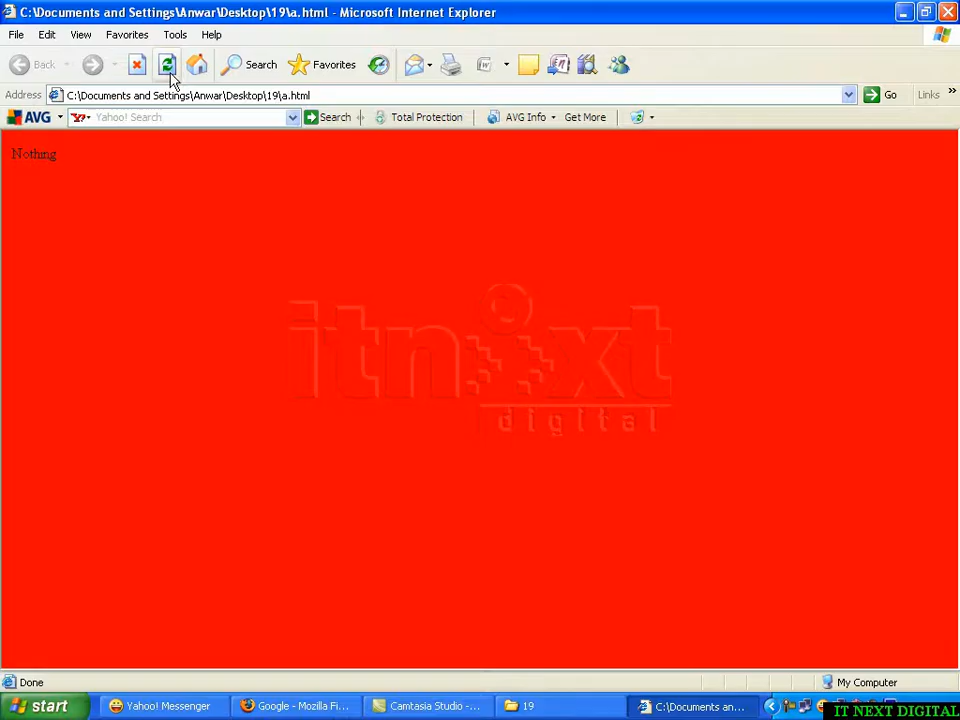 C:\Documents and Settings\Anwar\Desktop\19\a.html - Microsoft Internet Explorer
File Edit View Favorites Tools Help
Back Search Favorites
Address C:\Documents and Settings\Anwar\Desktop\19\a.html Go Links »
AVG Yahoo! Search Search Total Protection AVG Info Get More
Nothing
itnext
digital
Done My Computer
start Yahoo! Messenger Google - Mozilla Fi... Camtasia Studio -... 19 C:\Documents an...
IT NEXT DIGITAL